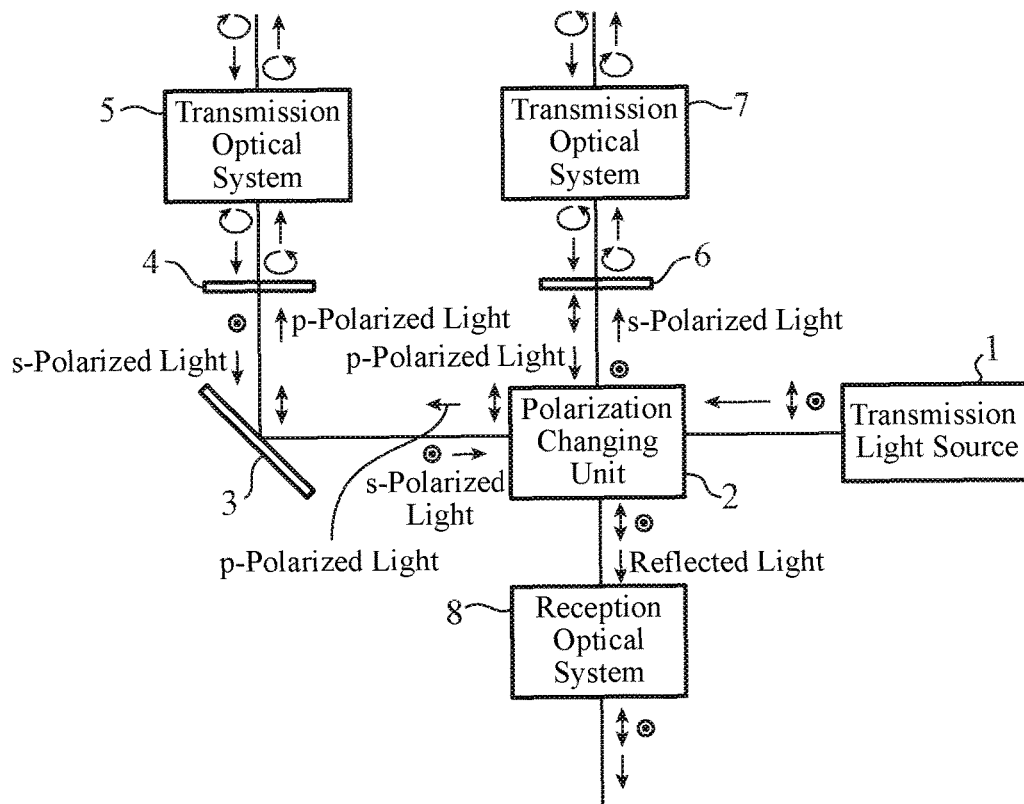 5
Transmission
Optical
System
7
Transmission
Optical
System
4
6
p-Polarized Light
s-Polarized Light
s-Polarized Light
p-Polarized Light
1
Polarization
Changing
Unit
Transmission
Light Source
3
s-Polarized
Light
2
p-Polarized Light
Reflected Light
8
Reception
Optical
System